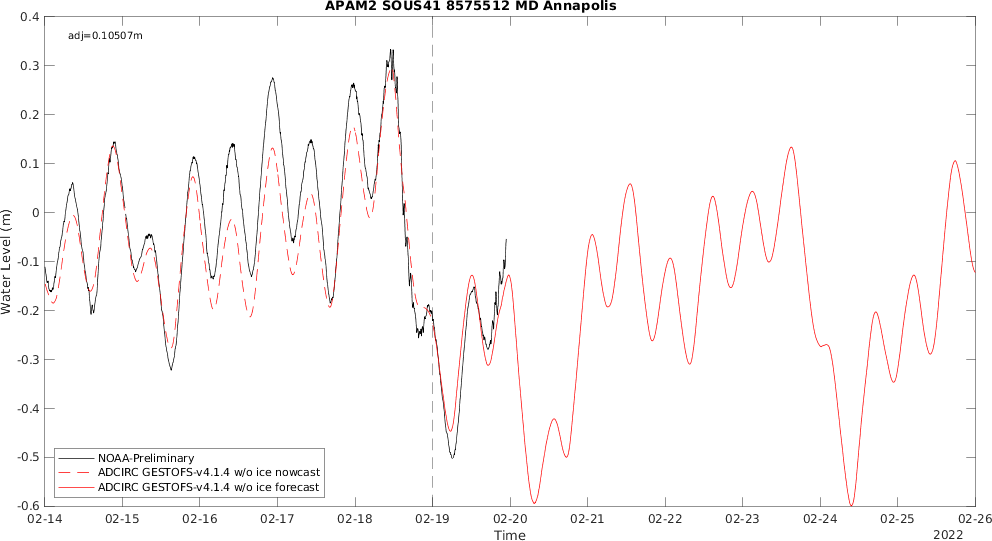 APAM2 SOUS41 8575512 MD Annapolis
adj=0.10507m
0.4
0.3
0.2
0.1
0
-0.1
-0.2
-0.3
-0.4
-0.5
-0.6
Water Level (m)
NOAA-Preliminary
ADCIRC GESTOFS-v4.1.4 w/o ice nowcast
ADCIRC GESTOFS-v4.1.4 w/o ice forecast
02-14 02-15 02-16 02-17 02-18 02-19 02-20 02-21 02-22 02-23 02-24 02-25 02-26
Time
2022